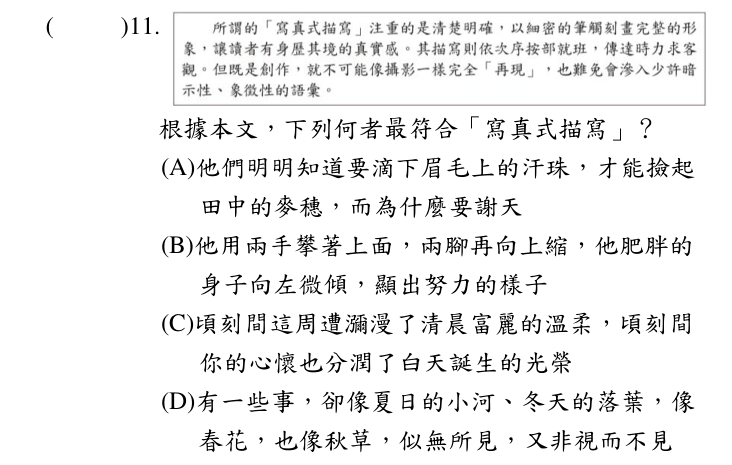 (　　)11. 所謂的「寫真式描寫」注重的是清楚明確，以細密的筆觸刻畫完整的形
象，讓讀者有身歷其境的真實感。其描寫則依次序按部就班，傳達時力求客
觀。但既是創作，就不可能像攝影一樣完全「再現」，也難免會滲入少許暗
示性、象徵性的語彙。
根據本文，下列何者最符合「寫真式描寫」？
(A)他們明明知道要滴下眉毛上的汗珠，才能撿起
田中的麥穗，而為什麼要謝天
(B)他用兩手攀著上面，兩腳再向上縮，他肥胖的
身子向左微傾，顯出努力的樣子
(C)頃刻間這周遭瀰漫了清晨富麗的溫柔，頃刻間
你的心懷也分潤了白天誕生的光榮
(D)有一些事，卻像夏日的小河、冬天的落葉，像
春花，也像秋草，似無所見，又非視而不見